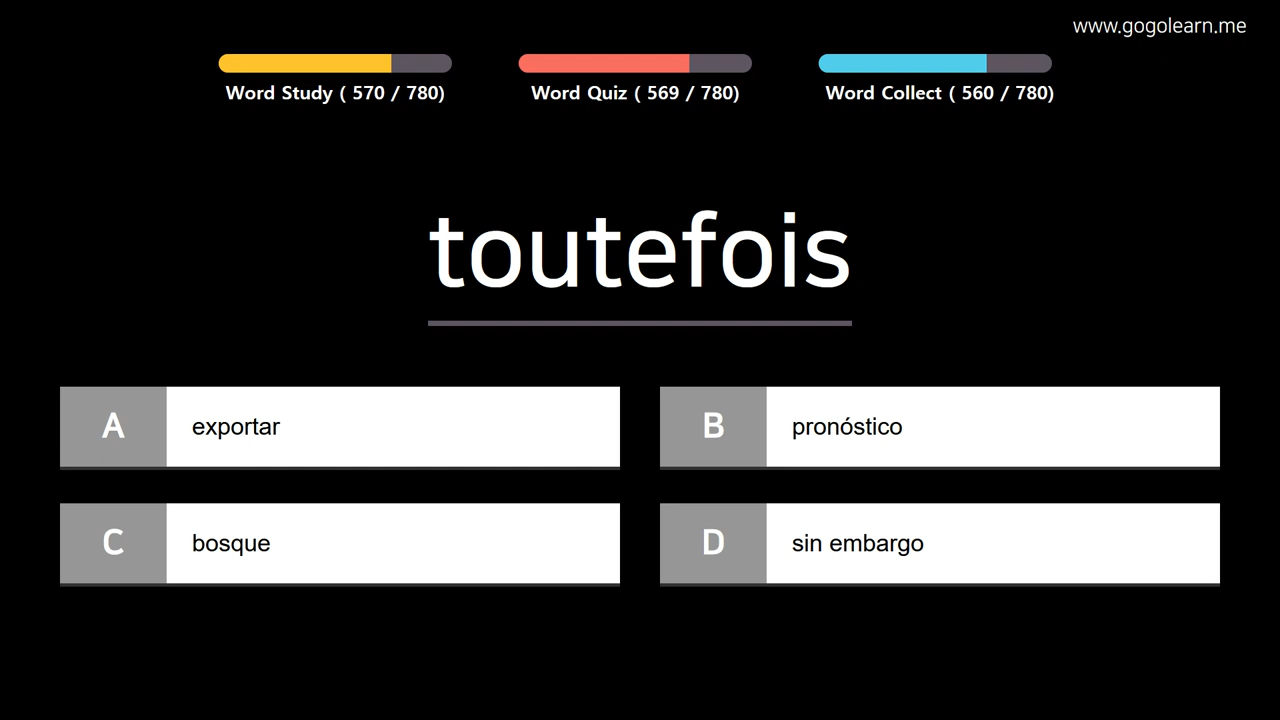 www.gogolearn.me
Word Study ( 570 / 780)
Word Quiz ( 569 / 780)
Word Collect ( 560 / 780)
toutefois
A exportar
B pronóstico
C bosque
D sin embargo